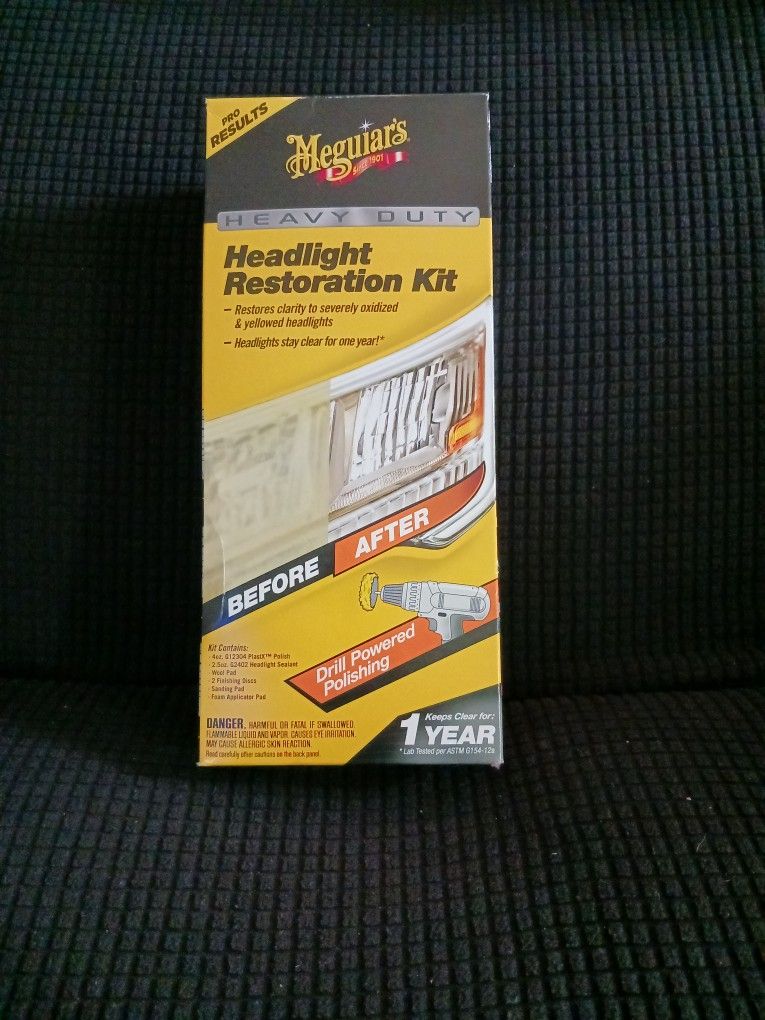 PRO
RESULTS
Meguiar's
SINCE 1901
HEAVY DUTY
Headlight
Restoration Kit
– Restores clarity to severely oxidized
& yellowed headlights
– Headlights stay clear for one year!*
BEFORE
AFTER
Drill Powered
Polishing
Kit Contains:
4oz. G12304 PlastX™ Polish
2.5oz. G2402 Headlight Sealant
Wool Pad
2 Finishing Discs
Sanding Pad
Foam Applicator Pad
DANGER. HARMFUL OR FATAL IF SWALLOWED.
FLAMMABLE LIQUID AND VAPOR. CAUSES EYE IRRITATION.
MAY CAUSE ALLERGIC SKIN REACTION.
Read carefully other cautions on the back panel.
Keeps Clear for:
1 YEAR
* Lab Tested per ASTM G154-12a